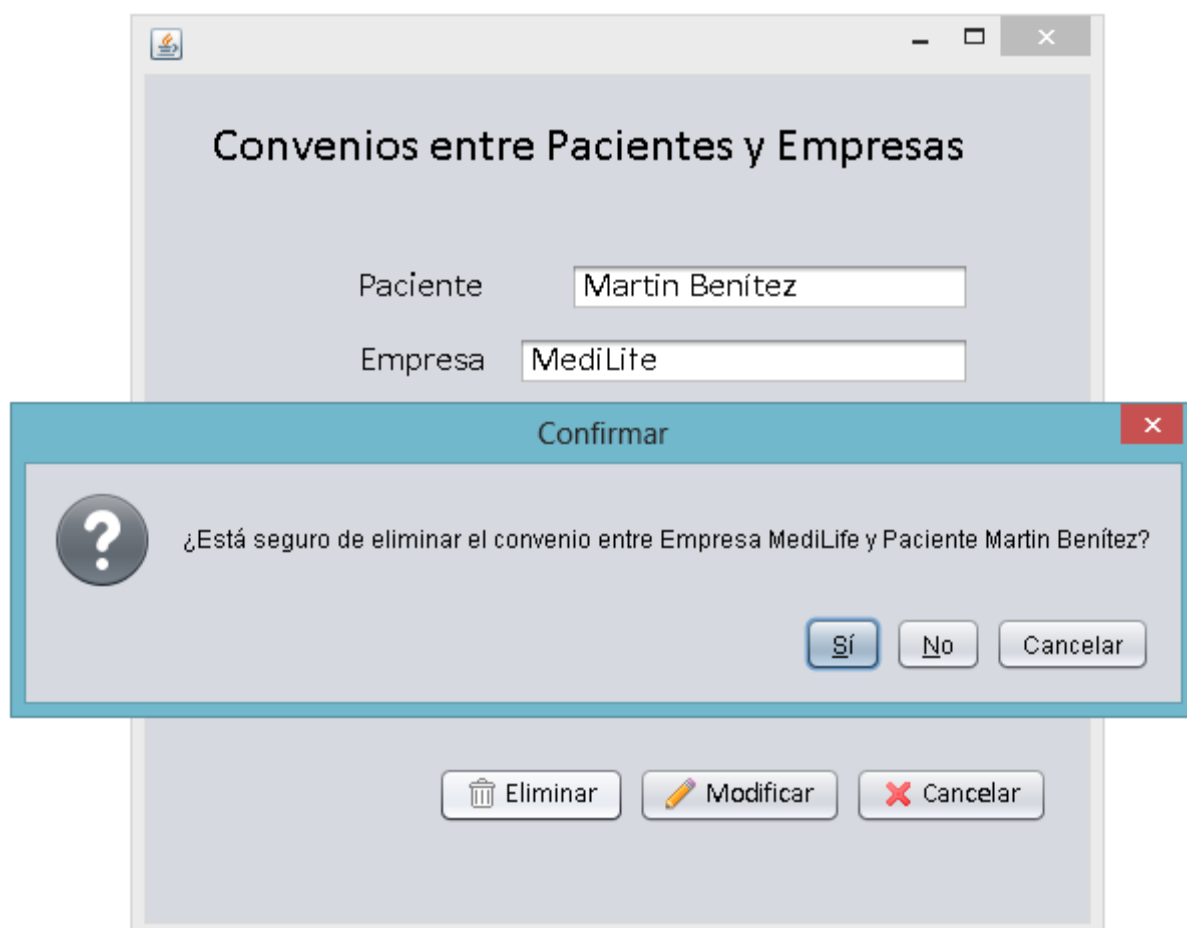 Convenios entre Pacientes y Empresas
Paciente Martin Benítez
Empresa MediLife
Confirmar
¿Está seguro de eliminar el convenio entre Empresa MediLife y Paciente Martin Benítez?
Sí No Cancelar
Eliminar Modificar Cancelar